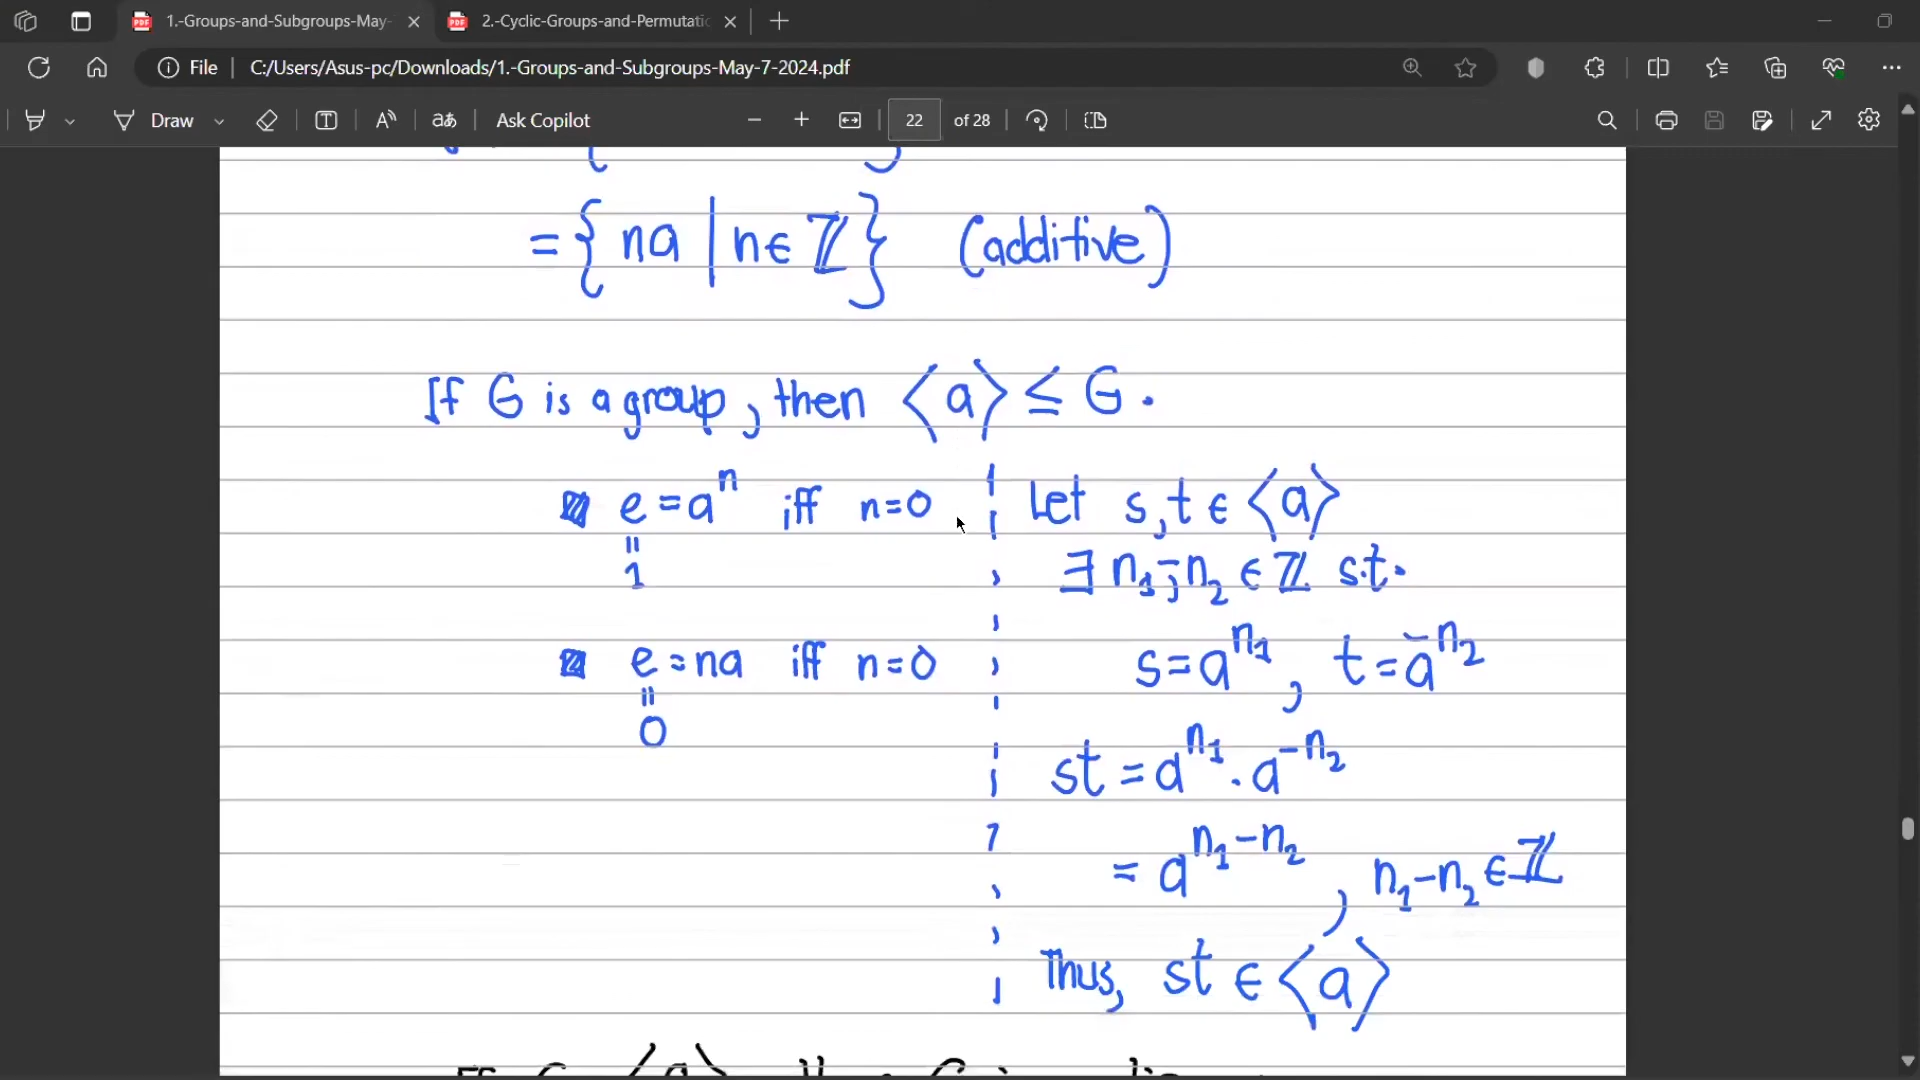 1.-Groups-and-Subgroups-May-
2.-Cyclic-Groups-and-Permutatic
File
C:/Users/Asus-pc/Downloads/1.-Groups-and-Subgroups-May-7-2024.pdf
Draw
Ask Copilot
22 of 28
= { na | n ∈ ℤ } (additive)
If G is a group, then ⟨a⟩ ≤ G.
e = a^n iff n=0
"
1
e = na iff n=0
"
0
Let s,t ∈ ⟨a⟩
∃ n₁, -n₂ ∈ ℤ s.t.
s = a^{n₁}, t = a^{-n₂}
st = a^{n₁} · a^{-n₂}
= a^{n₁-n₂}, n₁-n₂ ∈ ℤ
Thus, st ∈ ⟨a⟩